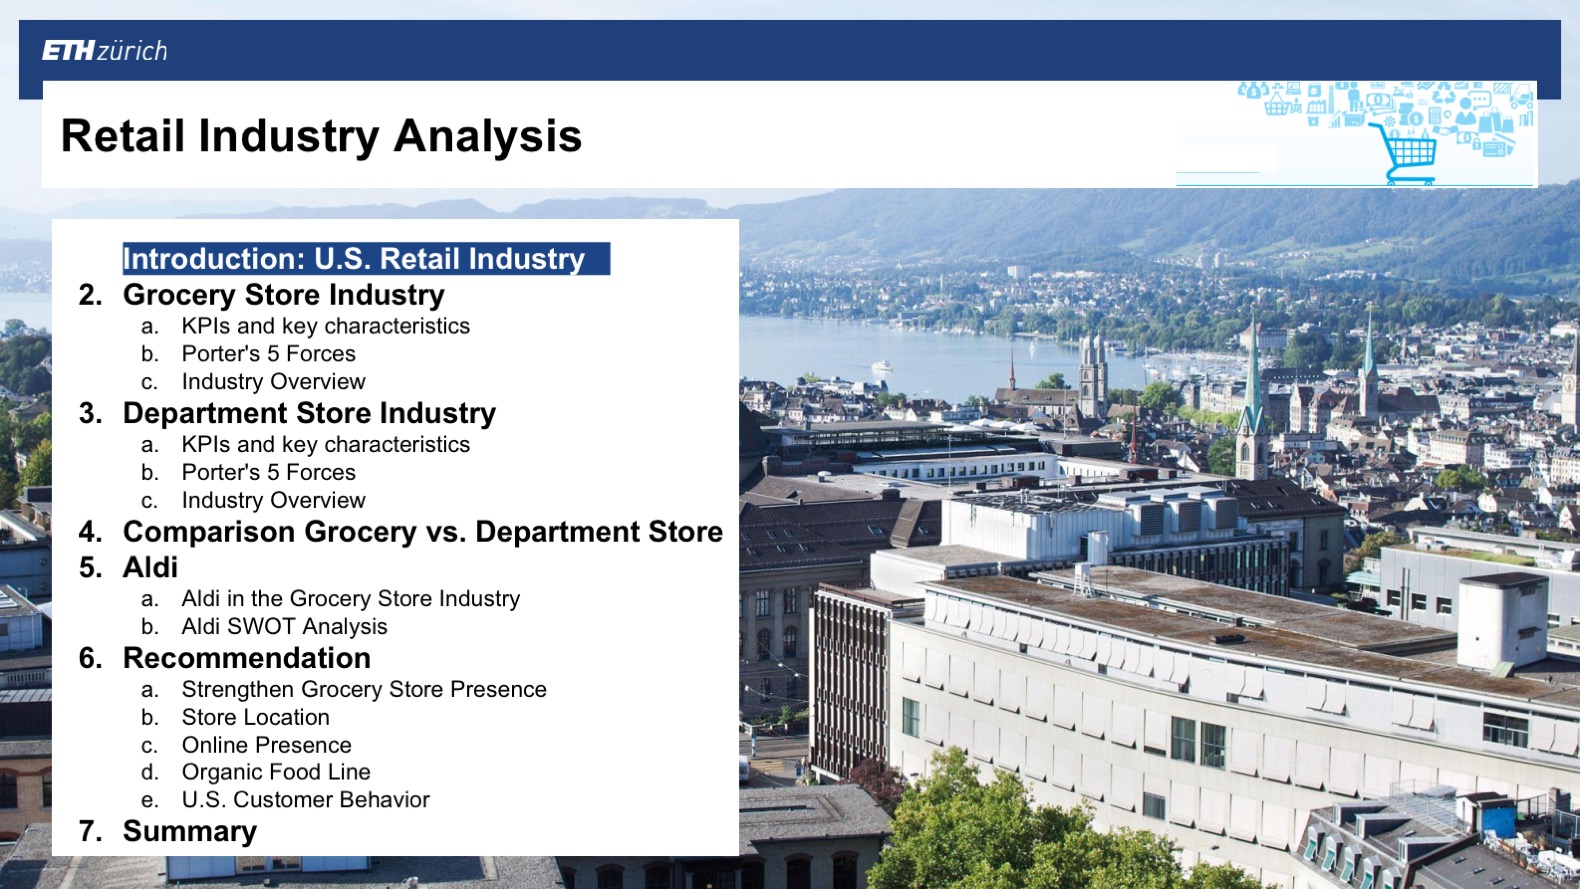 ETH zürich
Retail Industry Analysis
Introduction: U.S. Retail Industry
2. Grocery Store Industry
a. KPIs and key characteristics
b. Porter's 5 Forces
c. Industry Overview
3. Department Store Industry
a. KPIs and key characteristics
b. Porter's 5 Forces
c. Industry Overview
4. Comparison Grocery vs. Department Store
5. Aldi
a. Aldi in the Grocery Store Industry
b. Aldi SWOT Analysis
6. Recommendation
a. Strengthen Grocery Store Presence
b. Store Location
c. Online Presence
d. Organic Food Line
e. U.S. Customer Behavior
7. Summary